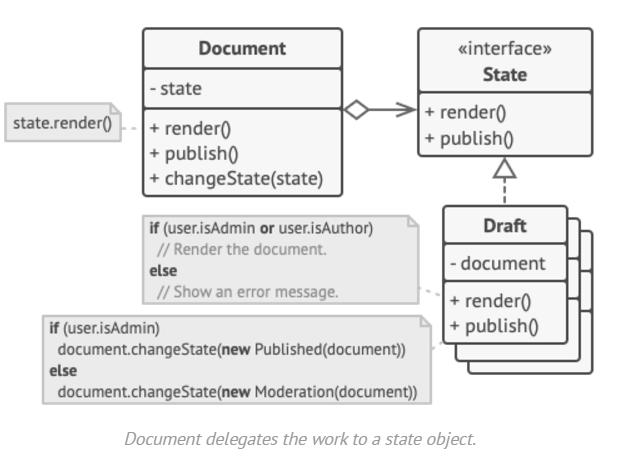 Document
- state
+ render()
+ publish()
+ changeState(state)
«interface»
State
+ render()
+ publish()
state.render()
if (user.isAdmin or user.isAuthor)
// Render the document.
else
// Show an error message.
Draft
- document
+ render()
+ publish()
if (user.isAdmin)
document.changeState(new Published(document))
else
document.changeState(new Moderation(document))
Document delegates the work to a state object.